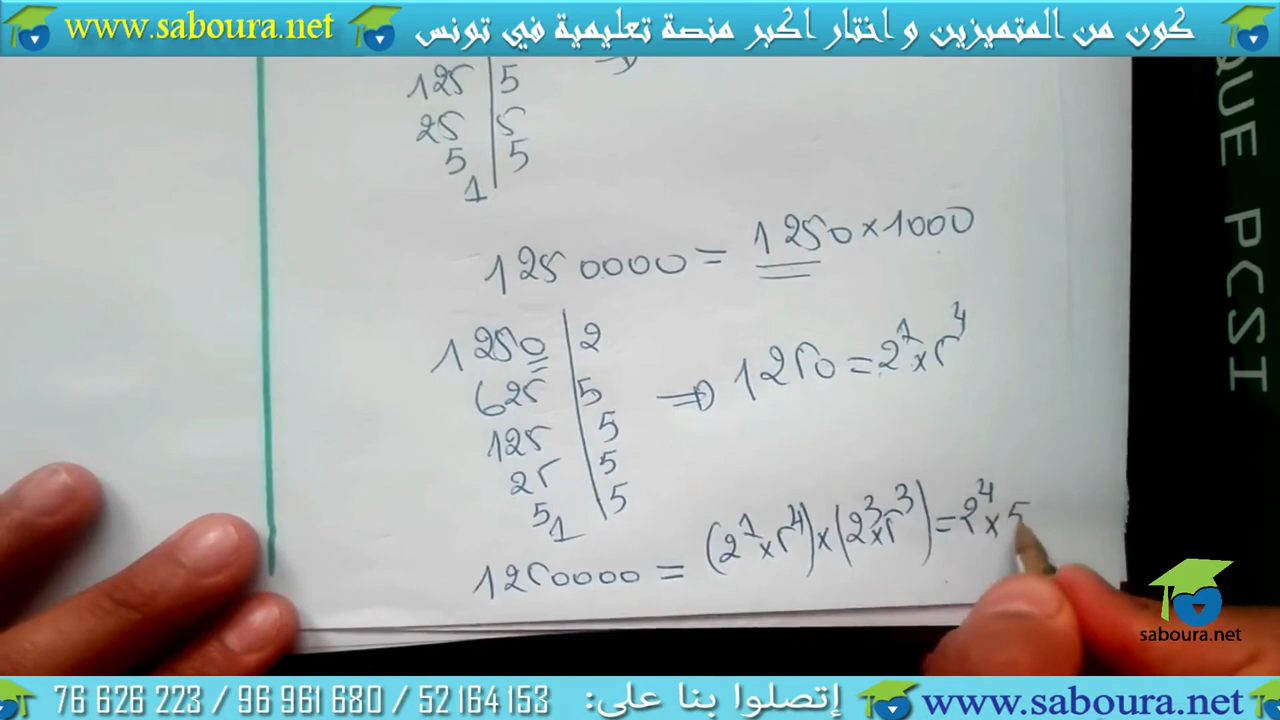 www.saboura.net كون من المتميزين و اختار اكبر منصة تعليمية في تونس
125 | 5
25 | 5
5 | 5
1
1250000 = 1250 × 1000
1250 | 2
625 | 5
125 | 5
25 | 5
5 | 5
1
⇒ 1250 = 2¹ × 5⁴
1250000 = (2¹ × 5⁴) × (2³ × 5³) = 2⁴ × 5
QUE PCSI
saboura.net
76 626 223 / 96 961 680 / 52 164 153 إتصلوا بنا على: www.saboura.net